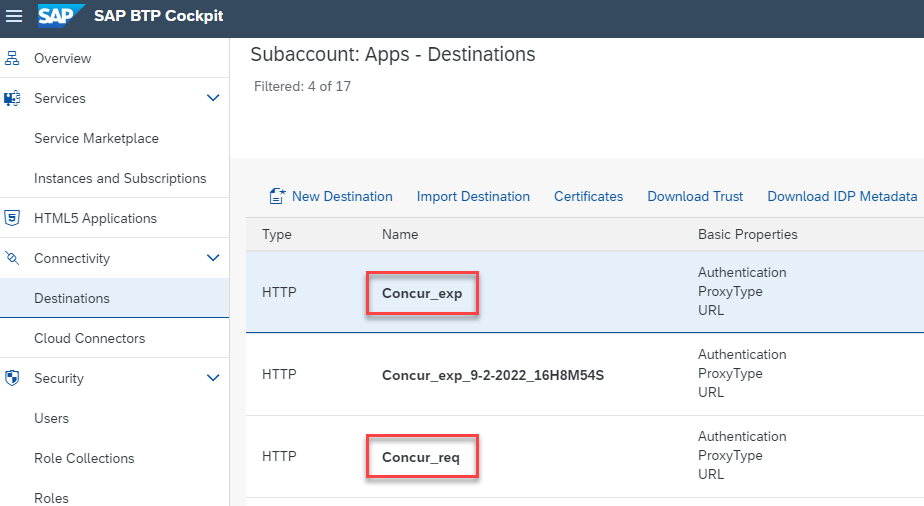 SAP SAP BTP Cockpit
Overview
Services
Service Marketplace
Instances and Subscriptions
HTML5 Applications
Connectivity
Destinations
Cloud Connectors
Security
Users
Role Collections
Roles
Subaccount: Apps - Destinations
Filtered: 4 of 17
New Destination Import Destination Certificates Download Trust Download IDP Metadata
Type Name Basic Properties
HTTP Concur_exp Authentication
ProxyType
URL
HTTP Concur_exp_9-2-2022_16H8M54S Authentication
ProxyType
URL
HTTP Concur_req Authentication
ProxyType
URL